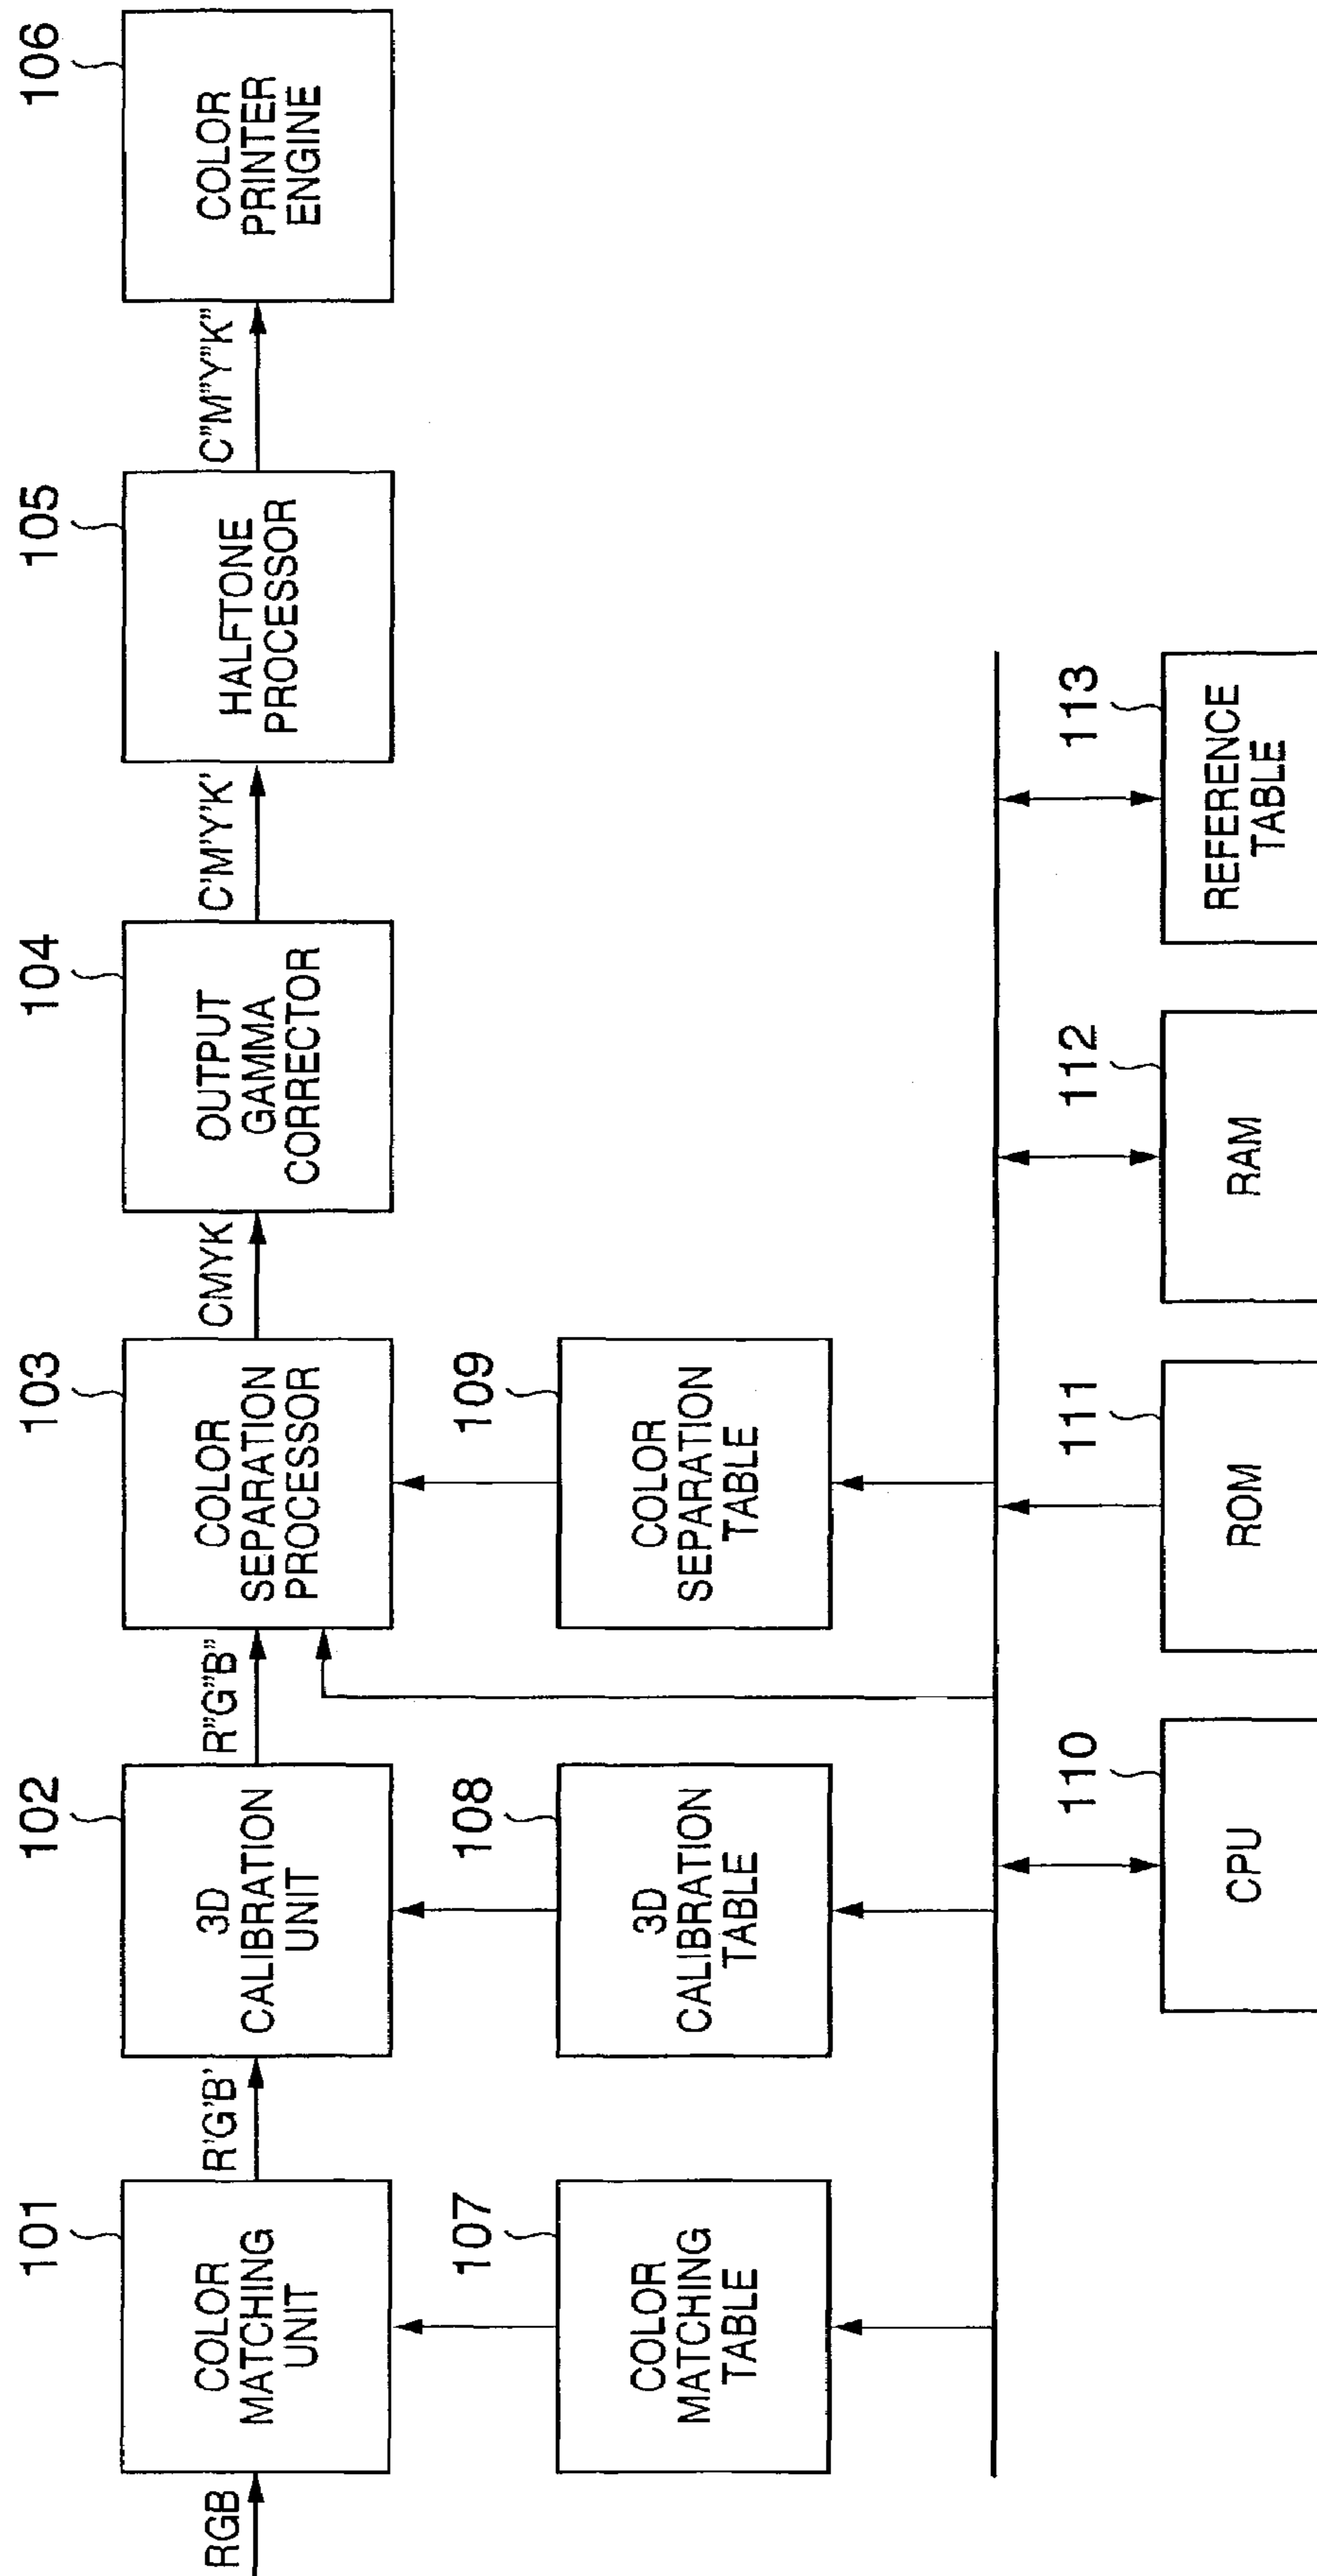 101
102
103
104
105
106
RGB
COLOR
MATCHING
UNIT
R'G'B'
3D
CALIBRATION
UNIT
R"G"B"
COLOR
SEPARATION
PROCESSOR
CMYK
OUTPUT
GAMMA
CORRECTOR
C'M'Y'K'
HALFTONE
PROCESSOR
C"M"Y"K"
COLOR
PRINTER
ENGINE
107
108
109
COLOR
MATCHING
TABLE
3D
CALIBRATION
TABLE
COLOR
SEPARATION
TABLE
110
111
112
113
CPU
ROM
RAM
REFERENCE
TABLE